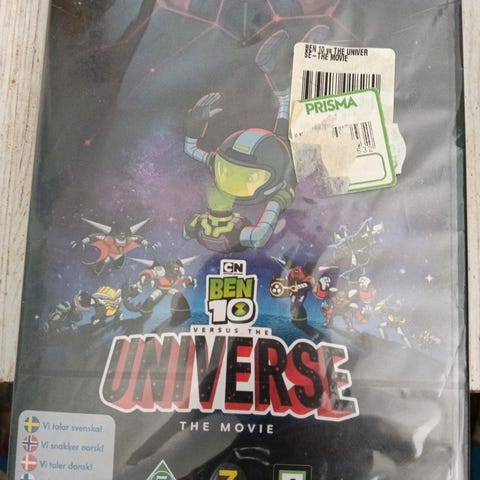 BEN 10 vs THE UNIVER
SE - THE MOVIE
PRISMA
CN
BEN
10
VERSUS THE
UNIVERSE
THE MOVIE
Vi talar svenska!
Vi snakker norsk!
Vi taler dansk!
7